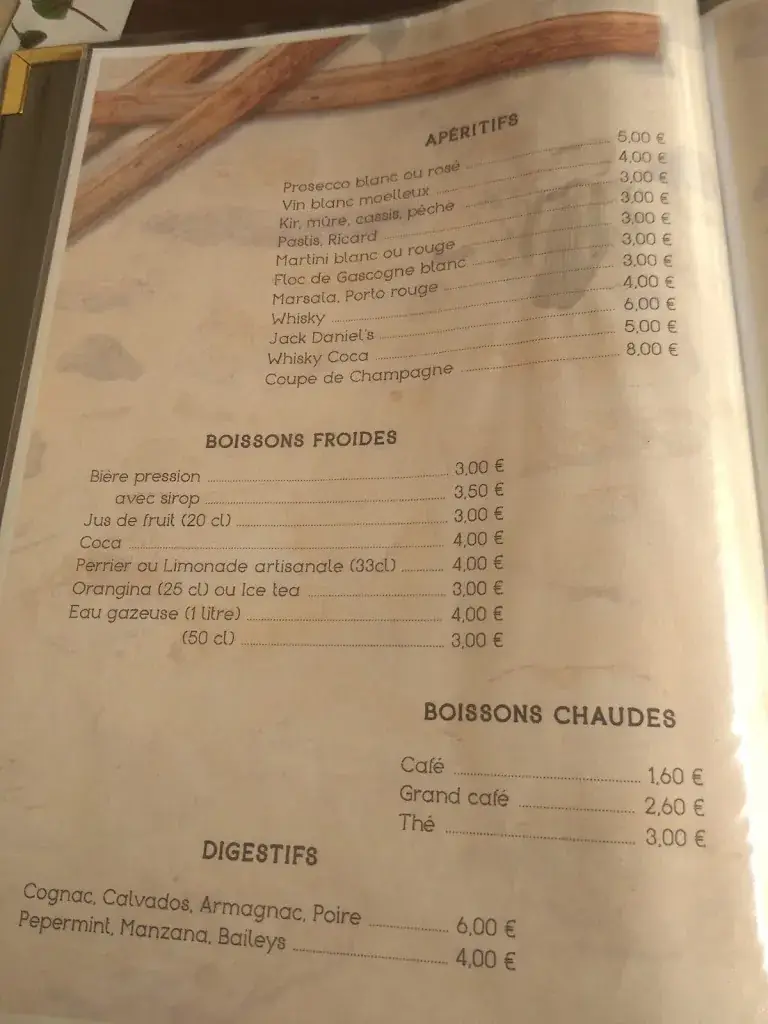 APÉRITIFS
Prosecco blanc ou rosé 5,00 €
Vin blanc moelleux 4,00 €
Kir, mûre, cassis, pêche 3,00 €
Pastis, Ricard 3,00 €
Martini blanc ou rouge 3,00 €
Floc de Gascogne blanc 3,00 €
Marsala, Porto rouge 3,00 €
Whisky 4,00 €
Jack Daniel's 6,00 €
Whisky Coca 5,00 €
Coupe de Champagne 8,00 €
BOISSONS FROIDES
Bière pression 3,00 €
avec sirop 3,50 €
Jus de fruit (20 cl) 3,00 €
Coca 4,00 €
Perrier ou Limonade artisanale (33cl) 4,00 €
Orangina (25 cl) ou Ice tea 3,00 €
Eau gazeuse (1 litre) 4,00 €
(50 cl) 3,00 €
BOISSONS CHAUDES
Café 1,60 €
Grand café 2,60 €
Thé 3,00 €
DIGESTIFS
Cognac, Calvados, Armagnac, Poire 6,00 €
Pepermint, Manzana, Baileys 4,00 €